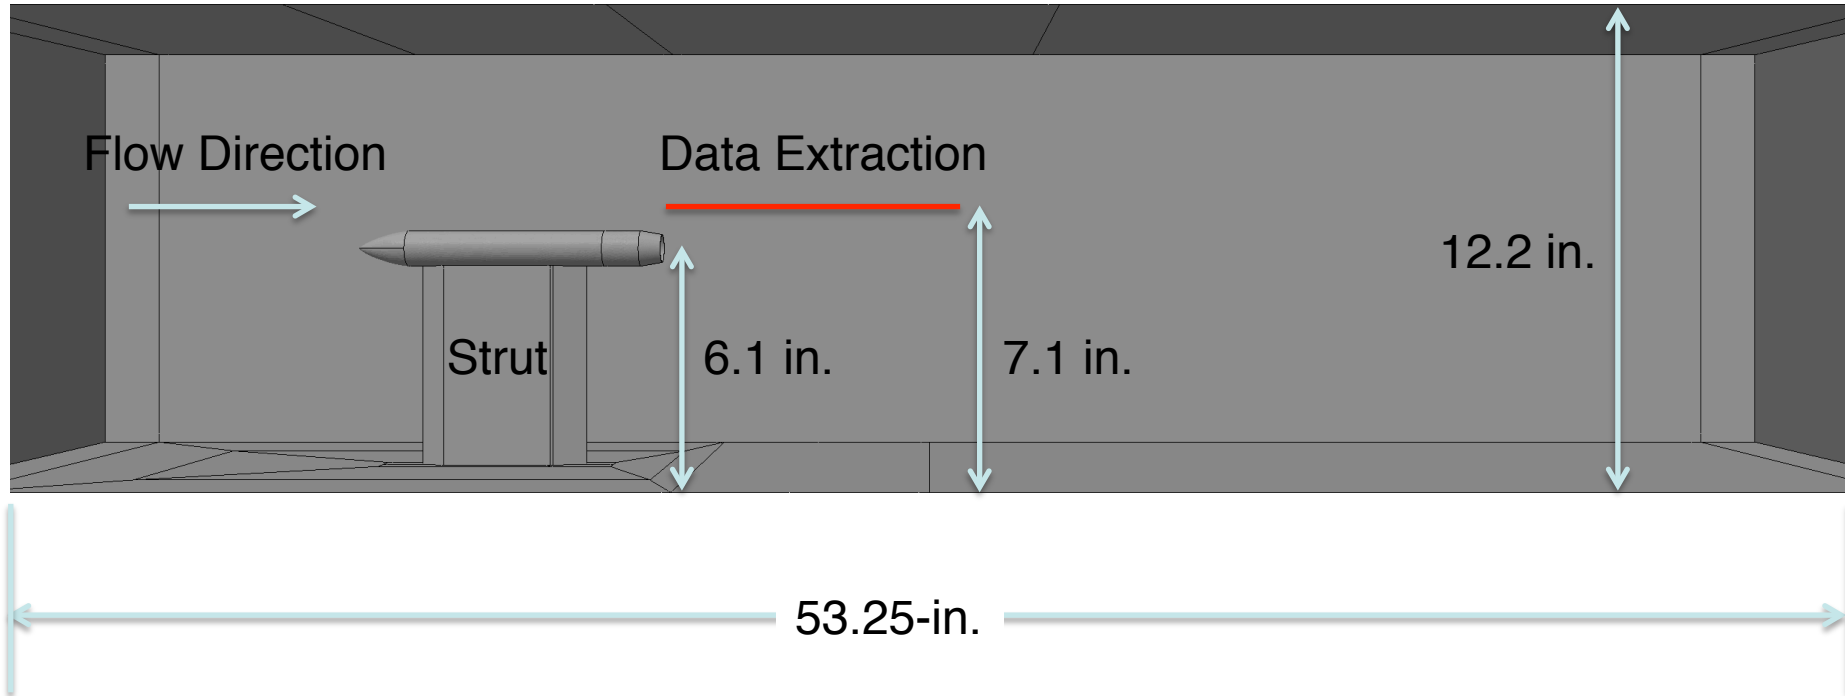 Flow Direction
Data Extraction
12.2 in.
Strut
6.1 in.
7.1 in.
53.25-in.